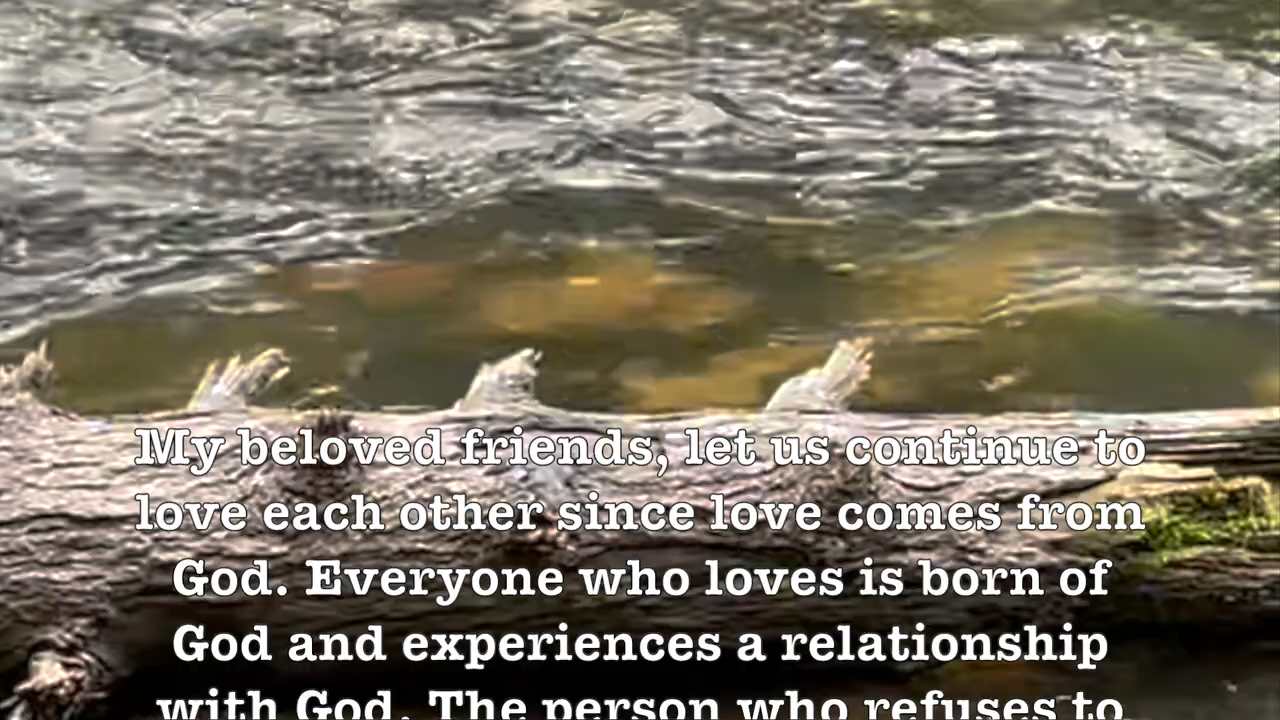 My beloved friends, let us continue to
love each other since love comes from
God. Everyone who loves is born of
God and experiences a relationship
with God. The person who refuses to